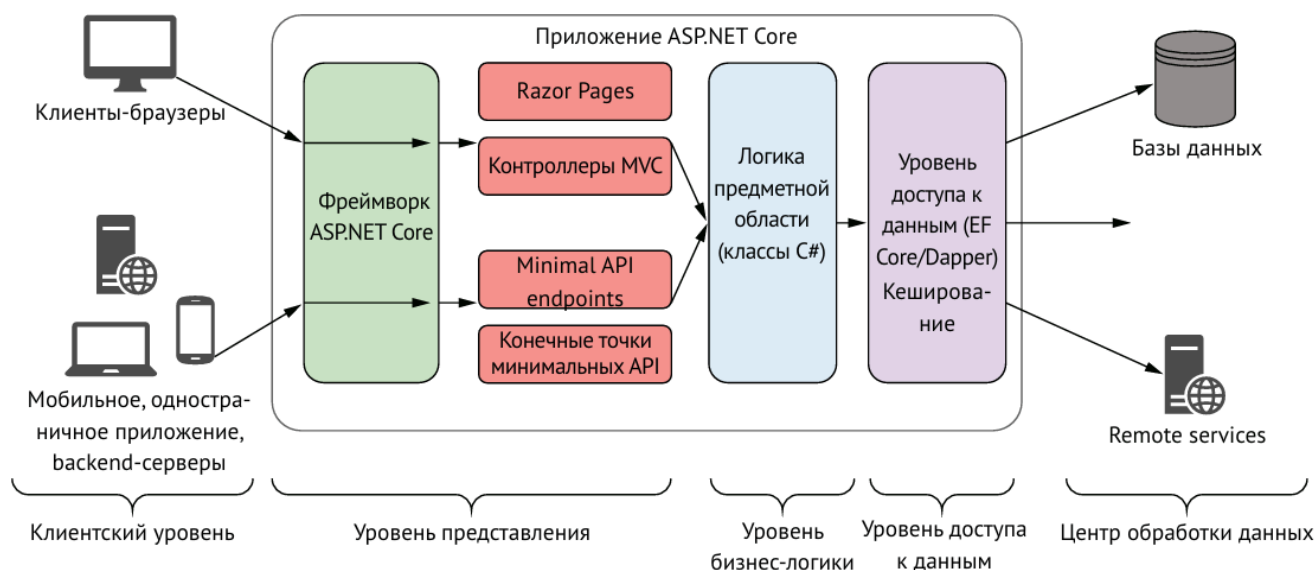 Приложение ASP.NET Core
Клиенты-браузеры
Мобильное, одностра-
ничное приложение,
backend-серверы
Фреймворк
ASP.NET Core
Razor Pages
Контроллеры MVC
Minimal API
endpoints
Конечные точки
минимальных API
Логика
предметной
области
(классы C#)
Уровень
доступа к
данным (EF
Core/Dapper)
Кеширова-
ние
Базы данных
Remote services
Клиентский уровень
Уровень представления
Уровень
бизнес-логики
Уровень доступа
к данным
Центр обработки данных